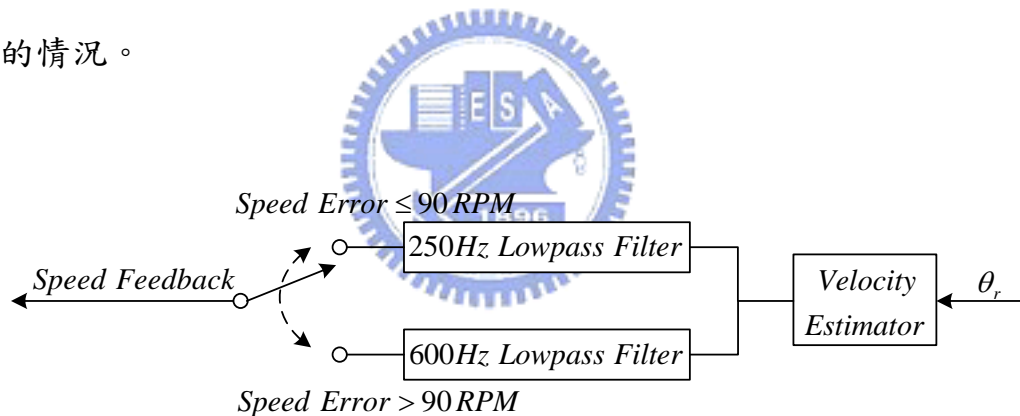 的情況。
E S A
1896
Speed Error ≤ 90 RPM
250Hz Lowpass Filter
Speed Feedback
Velocity
Estimator
θr
600Hz Lowpass Filter
Speed Error > 90 RPM